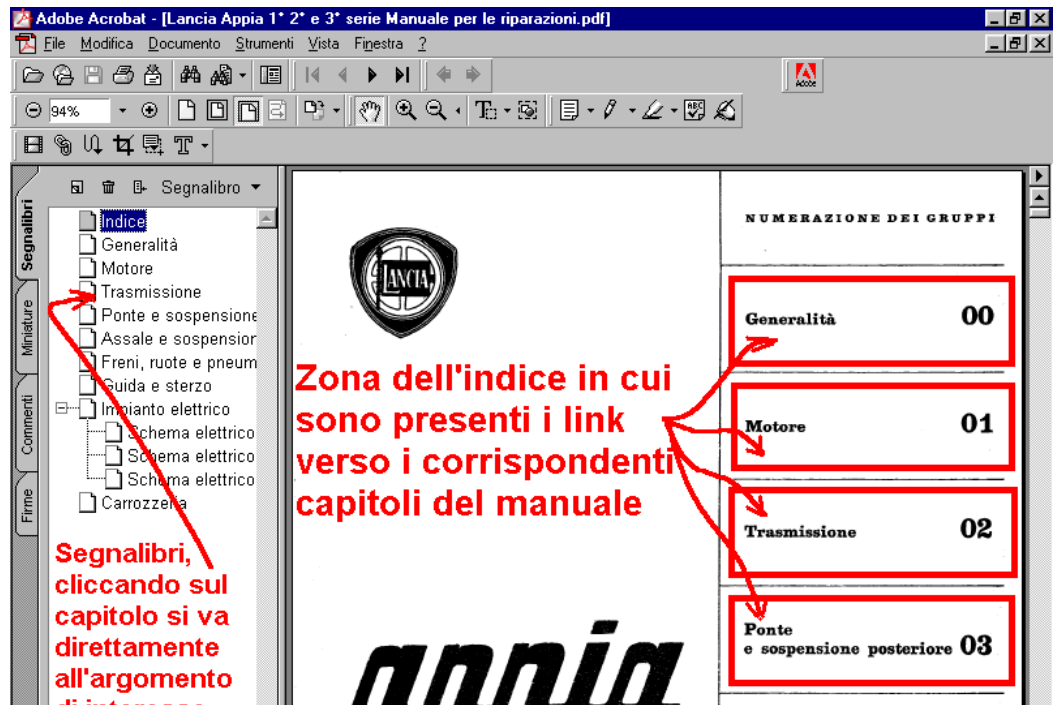 Adobe Acrobat - [Lancia Appia 1° 2° e 3° serie Manuale per le riparazioni.pdf]
File Modifica Documento Strumenti Vista Finestra ?
Adobe
94%
Segnalibri
Miniature
Commenti
Firme
Segnalibro
Indice
Generalità
Motore
Trasmissione
Ponte e sospensione
Assale e sospension
Freni, ruote e pneum
Guida e sterzo
Impianto elettrico
Schema elettrico
Schema elettrico
Schema elettrico
Carrozzeria
Segnalibri,
cliccando sul
capitolo si va
direttamente
all'argomento
di interesse
LANCIA
Zona dell'indice in cui
sono presenti i link
verso i corrispondenti
capitoli del manuale
appia
NUMERAZIONE DEI GRUPPI
Generalità 00
Motore 01
Trasmissione 02
Ponte
e sospensione posteriore 03